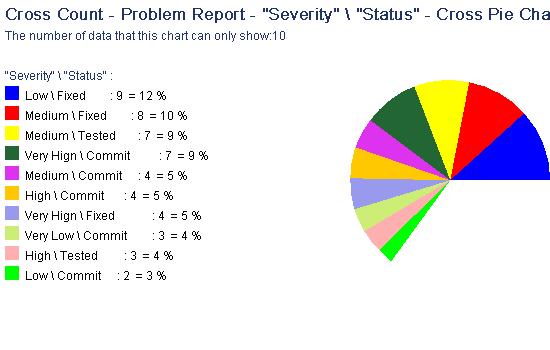 Cross Count - Problem Report - "Severity" \ "Status" - Cross Pie Cha
The number of data that this chart can only show:10
"Severity" \ "Status" :
Low \ Fixed : 9 = 12 %
Medium \ Fixed : 8 = 10 %
Medium \ Tested : 7 = 9 %
Very Hign \ Commit : 7 = 9 %
Medium \ Commit : 4 = 5 %
High \ Commit : 4 = 5 %
Very Hign \ Fixed : 4 = 5 %
Very Low \ Commit : 3 = 4 %
High \ Tested : 3 = 4 %
Low \ Commit : 2 = 3 %